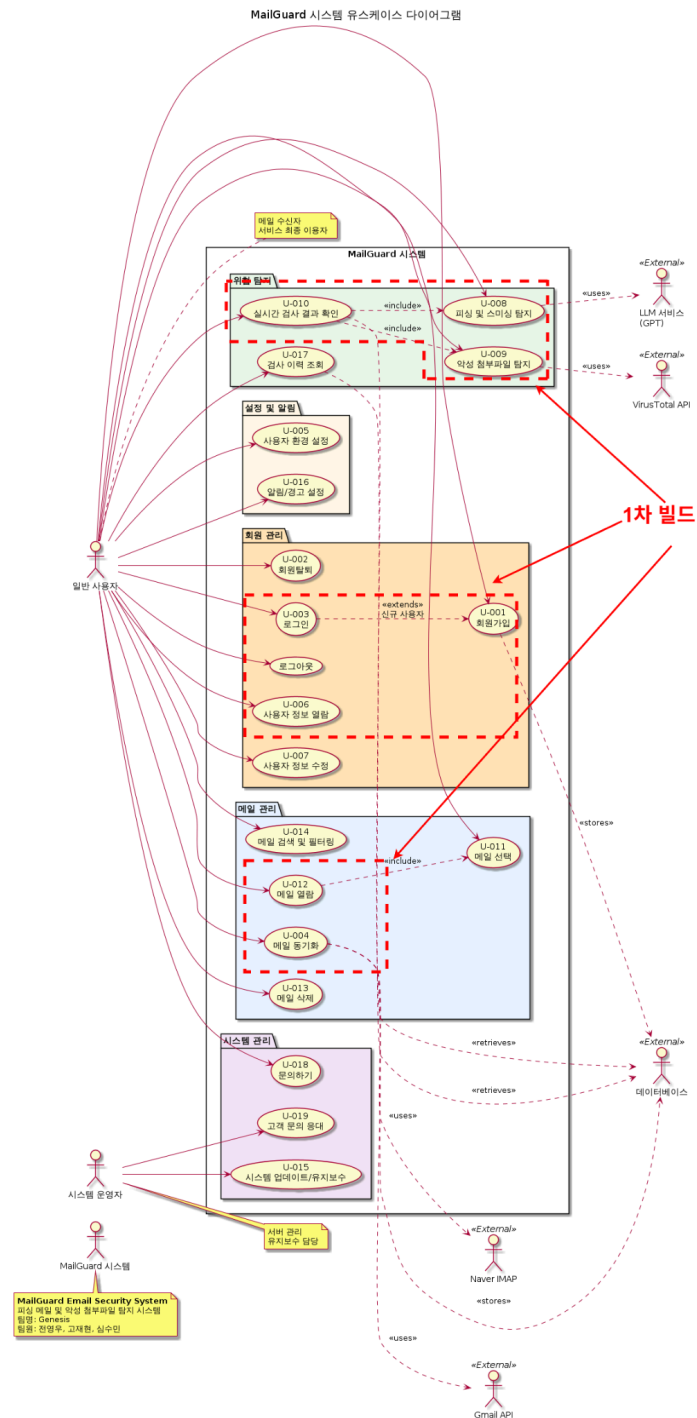 MailGuard 시스템 유스케이스 다이어그램
메일 수신자
서비스 최종 이용자
MailGuard 시스템
위험 탐지
U-010
실시간 검사 결과 확인
«include»
«include»
U-008
피싱 및 스미싱 탐지
«uses»
«External»
LLM 서비스
(GPT)
U-017
검사 이력 조회
U-009
악성 첨부파일 탐지
«uses»
«External»
VirusTotal API
설정 및 알림
U-005
사용자 환경 설정
U-016
알림/경고 설정
1차 빌드
일반 사용자
회원 관리
U-002
회원탈퇴
U-003
로그인
«extends»
신규 사용자
U-001
회원가입
로그아웃
U-006
사용자 정보 열람
U-007
사용자 정보 수정
메일 관리
«stores»
U-014
메일 검색 및 필터링
U-011
메일 선택
«include»
U-012
메일 열람
U-004
메일 동기화
U-013
메일 삭제
시스템 관리
«retrieves»
«retrieves»
«External»
데이터베이스
U-018
문의하기
«uses»
U-019
고객 문의 응대
U-015
시스템 업데이트/유지보수
시스템 운영자
서버 관리
유지보수 담당
MailGuard 시스템
«External»
Naver IMAP
MailGuard Email Security System
피싱 메일 및 악성 첨부파일 탐지 시스템
팀명: Genesis
팀원: 전영우, 고재현, 심수민
«stores»
«uses»
«External»
Gmail API